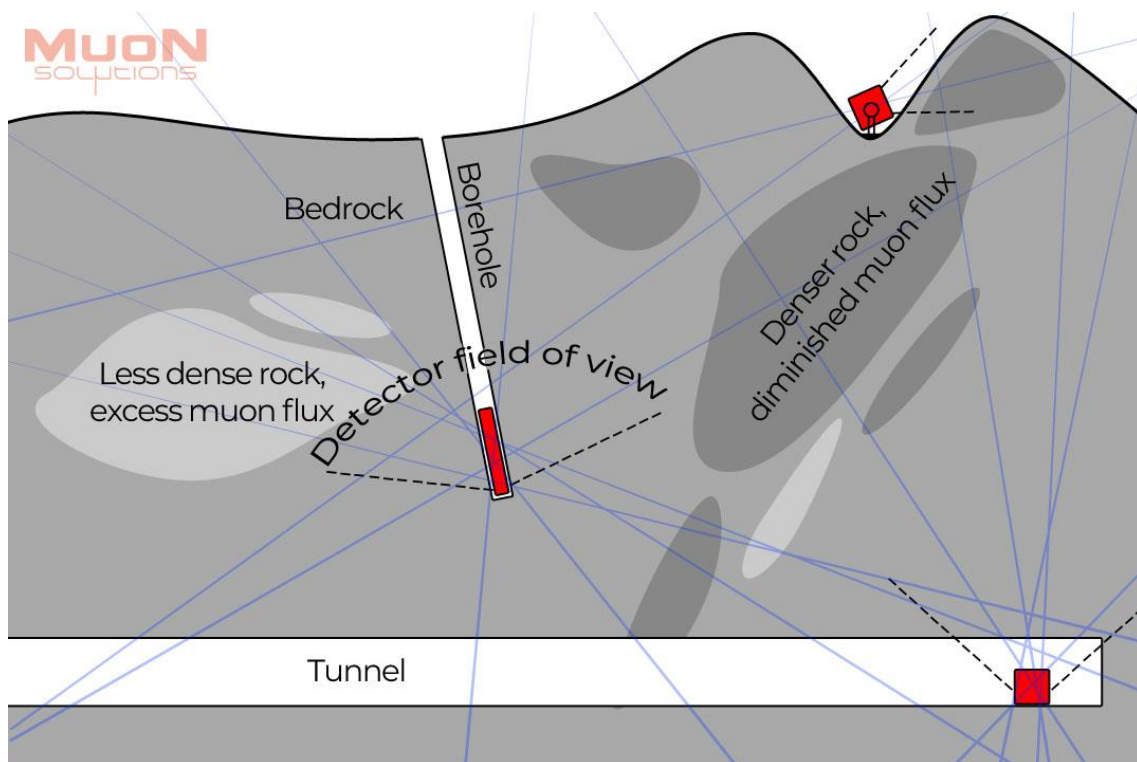 MUON
SOLUTIONS
Bedrock
Borehole
Denser rock,
diminished muon flux
Less dense rock,
excess muon flux
Detector field of view
Tunnel